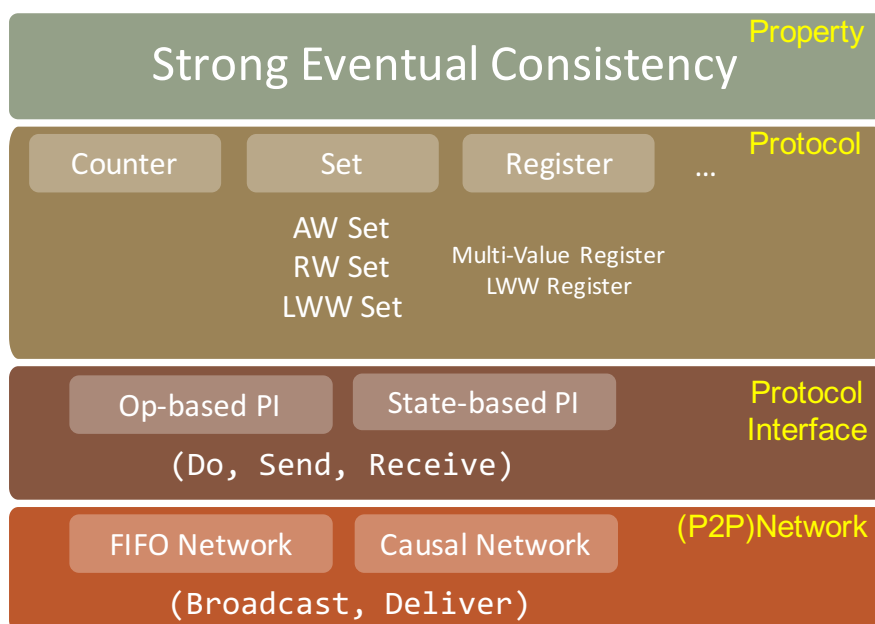 Property
Strong Eventual Consistency
Protocol
Counter
Set
Register
...
AW Set
RW Set
LWW Set
Multi-Value Register
LWW Register
Protocol
Interface
Op-based PI
State-based PI
(Do, Send, Receive)
(P2P)Network
FIFO Network
Causal Network
(Broadcast, Deliver)